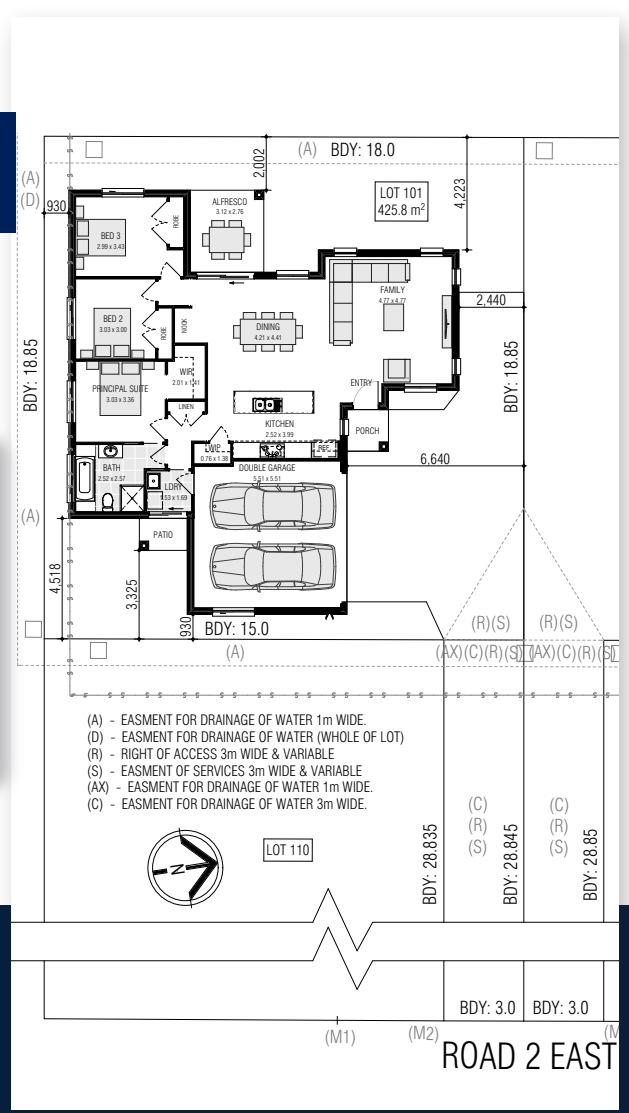 (A)
BDY: 18.0
2,002
LOT 101
425.8 m²
4,223
(A)
(D)
930
ALFRESCO
3.12 x 2.76
BED 3
2.99 x 3.43
ROBE
FAMILY
4.77 x 4.77
2,440
BED 2
3.03 x 3.00
ROBE
NOOK
DINING
4.21 x 4.41
BDY: 18.85
BDY: 18.85
WIR
2.01 x 1.41
PRINCIPAL SUITE
3.03 x 3.36
ENTRY
LINEN
KITCHEN
2.52 x 3.99
PORCH
WIP
0.76 x 1.38
REF.
6,640
BATH
2.52 x 2.57
DOUBLE GARAGE
5.51 x 5.51
LDRY
1.53 x 1.69
(A)
PATIO
4,518
3,325
930
BDY: 15.0
(R)(S)
(R)(S)
(A)
(AX)(C)(R)(S)
(AX)(C)(R)(S)
(A) - EASMENT FOR DRAINAGE OF WATER 1m WIDE.
(D) - EASMENT FOR DRAINAGE OF WATER (WHOLE OF LOT)
(R) - RIGHT OF ACCESS 3m WIDE & VARIABLE
(S) - EASMENT OF SERVICES 3m WIDE & VARIABLE
(AX) - EASMENT FOR DRAINAGE OF WATER 1m WIDE.
(C) - EASMENT FOR DRAINAGE OF WATER 3m WIDE.
N
LOT 110
BDY: 28.835
(C)
(R)
(S)
BDY: 28.845
(C)
(R)
(S)
BDY: 28.85
BDY: 3.0
BDY: 3.0
(M1)
(M2)
ROAD 2 EAST